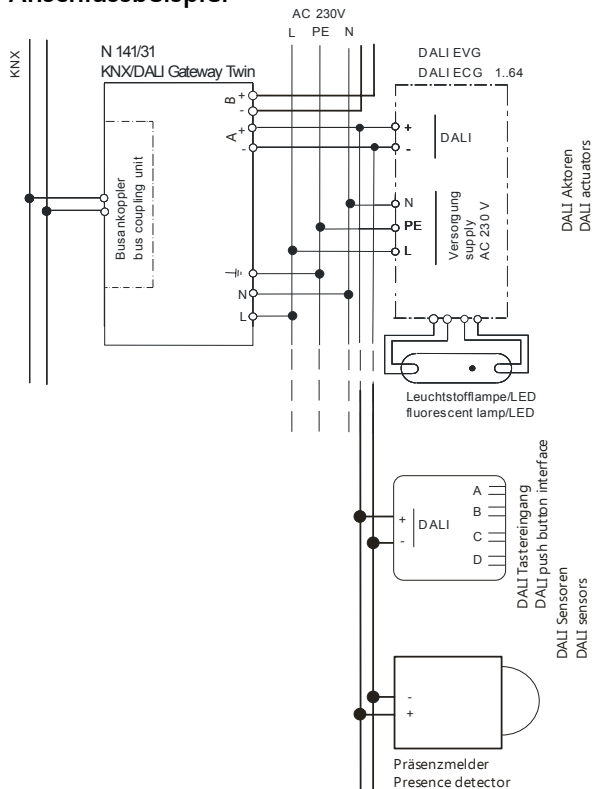 AC 230V
L PE N
KNX
N 141/31
KNX/DALI Gateway Twin
B + -
A + -
Busankoppler
bus coupling unit
N
L
DALI EVG
DALI ECG 1..64
+
-
DALI
N
PE
L
Versorgung
supply
AC 230 V
DALI Aktoren
DALI actuators
Leuchtstofflampe/LED
fluorescent lamp/LED
+
-
DALI
A
B
C
D
DALI Tastereingang
DALI push button interface
DALI Sensoren
DALI sensors
-
+
Präsenzmelder
Presence detector